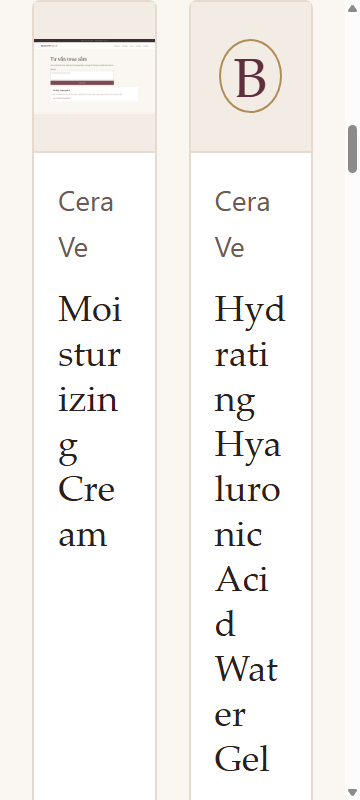 B
Cera
Ve
Moi
stur
izin
g
Cre
am
Cera
Ve
Hyd
rati
ng
Hya
luro
nic
Aci
d
Wat
er
Gel